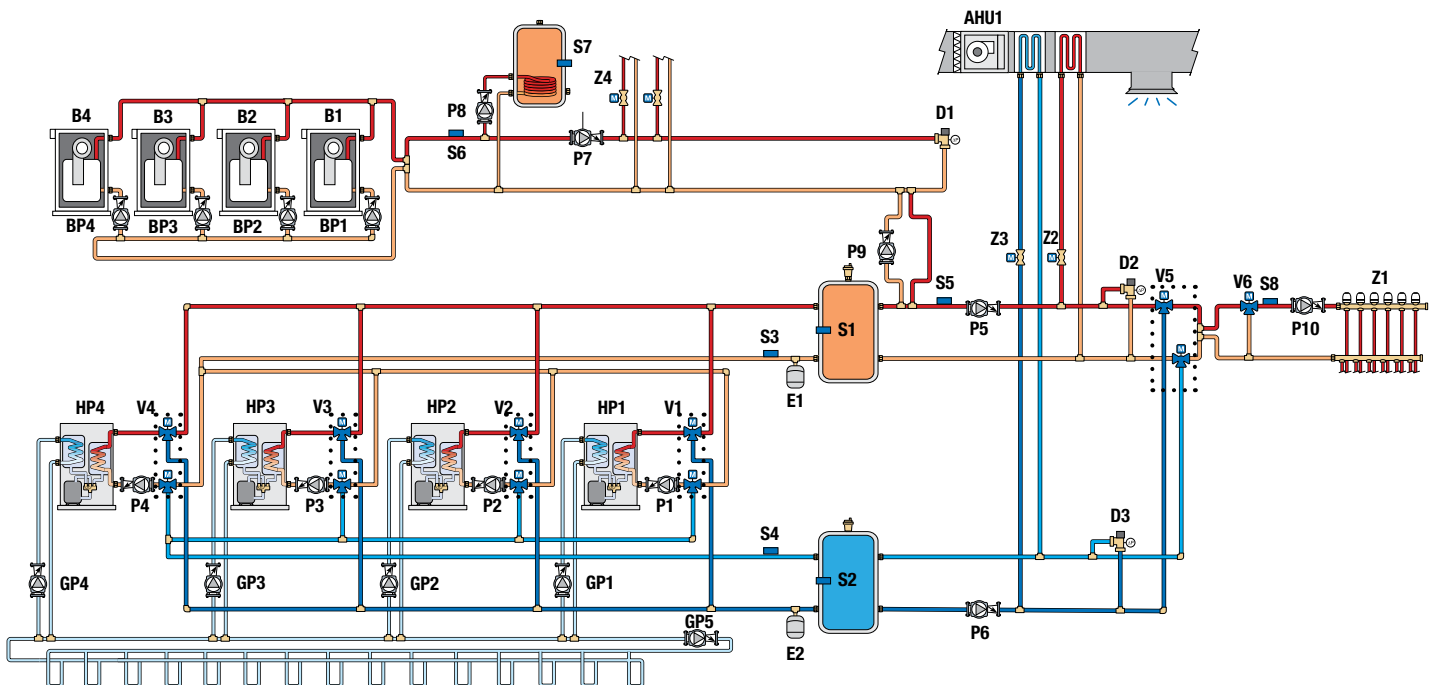 AHU1
S7
Z4
P8
B4 B3 B2 B1
M M
D1
S6
P7
BP4 BP3 BP2 BP1
P9
Z3 Z2
M M
D2
V5
M
V6
M
S8
Z1
S5
P5
P10
S1
S3
M
E1
HP4 V4 HP3 V3 HP2 V2 HP1 V1
M M M M
M M M M
P4 P3 P2 P1
D3
S4
S2
GP4 GP3 GP2 GP1
P6
GP5
E2